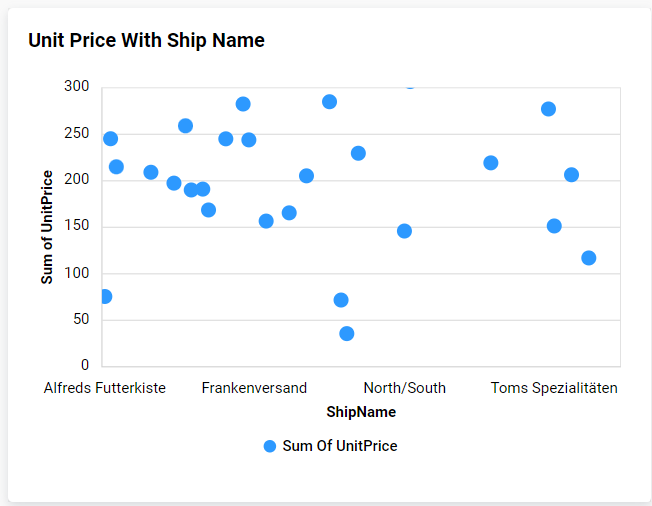 Unit Price With Ship Name
300
250
200
150
100
50
0
Sum of UnitPrice
Alfreds Futterkiste Frankenversand North/South Toms Spezialitäten
ShipName
Sum Of UnitPrice